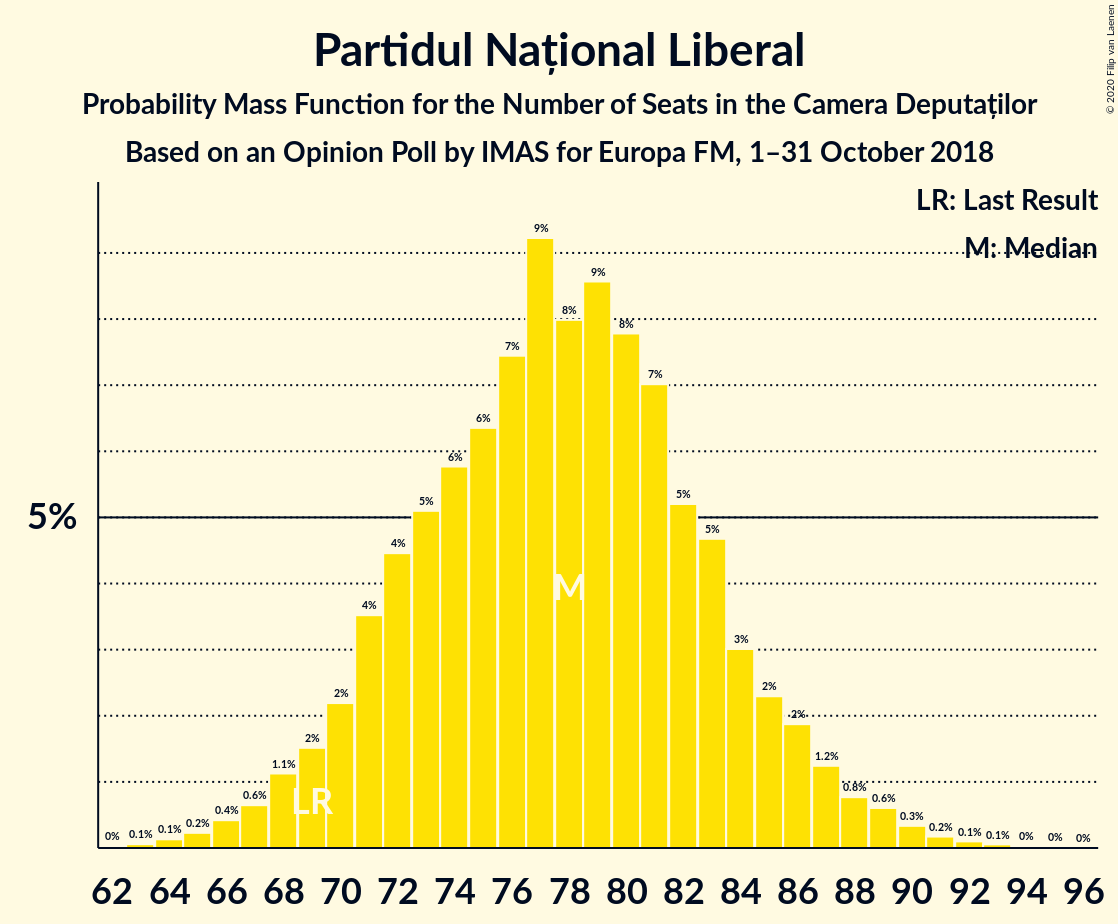 Partidul Național Liberal
Probability Mass Function for the Number of Seats in the Camera Deputaților
Based on an Opinion Poll by IMAS for Europa FM, 1–31 October 2018
© 2020 Filip van Laenen
LR: Last Result
M: Median
5%
0% 0.1% 0.1% 0.2% 0.4% 0.6% 1.1% 2% 2% 4% 4% 5% 6% 6% 7% 9% 8% 9% 8% 7% 5% 5% 3% 2% 2% 1.2% 0.8% 0.6% 0.3% 0.2% 0.1% 0.1% 0% 0% 0%
M
LR
62 64 66 68 70 72 74 76 78 80 82 84 86 88 90 92 94 96